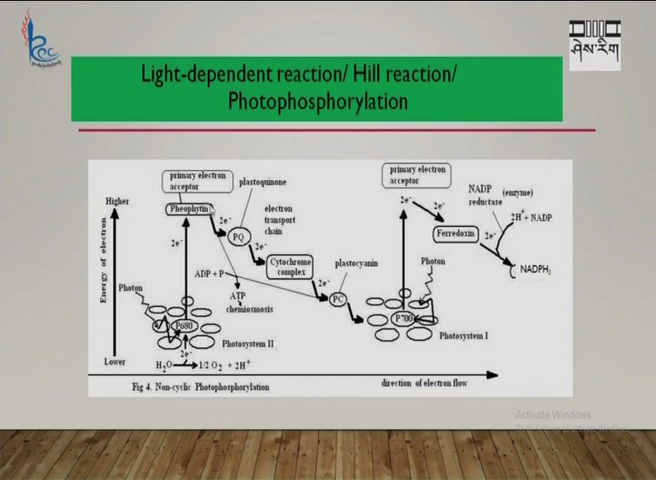 ཤེས་རིག
Light-dependent reaction/ Hill reaction/
Photophosphorylation
primary electron
acceptor
plastoquinone
Pheophytin
Higher
electron
transport
chain
2e⁻
PQ
2e⁻
2e⁻
Cytochrome
complex
2e⁻
plastocyanin
ADP + P
ATP
chemiosmosis
PC
Energy of electron
Photon
P680
Photosystem II
2e⁻
Lower
H₂O
1/2 O₂ + 2H⁺
primary electron
acceptor
2e⁻
2e⁻
NADP (enzyme)
reductase
2H⁺ + NADP
Ferredoxin
2e⁻
NADPH₂
Photon
P700
Photosystem I
Fig 4. Non-cyclic Photophosphorylation
direction of electron flow
Activate Windows